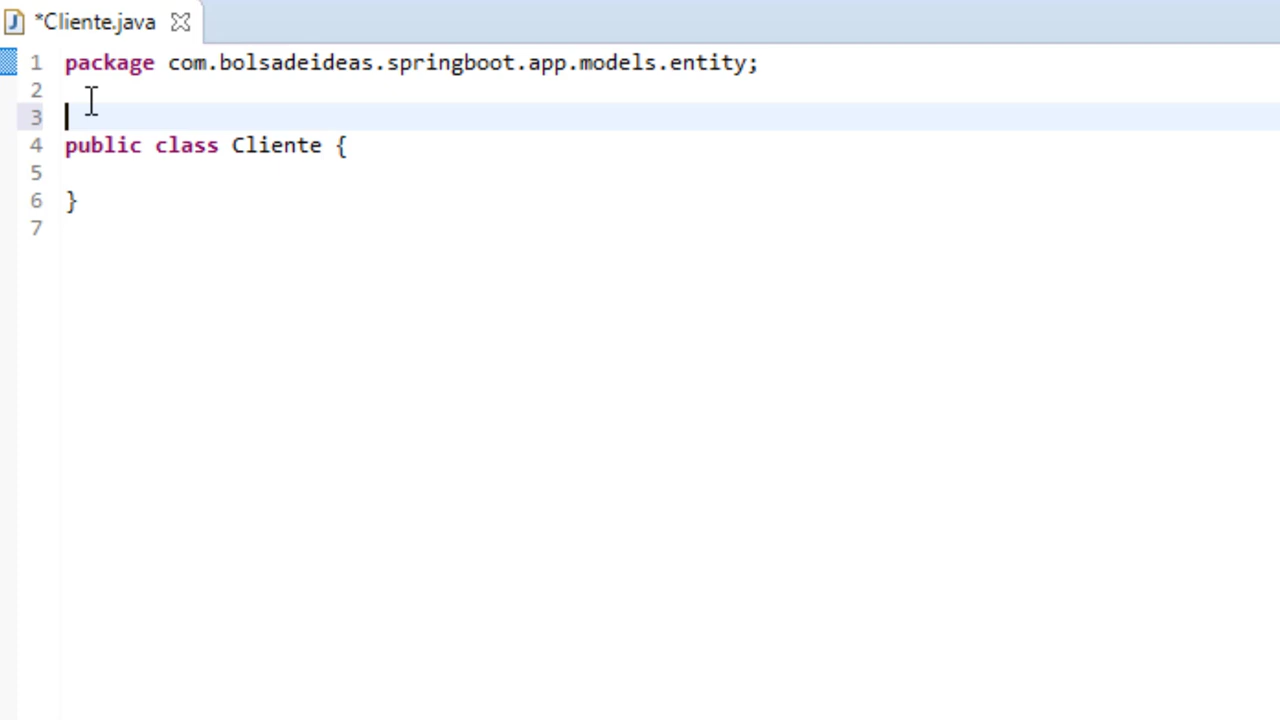 *Cliente.java
1 package com.bolsadeideas.springboot.app.models.entity;
2
3
4 public class Cliente {
5
6 }
7